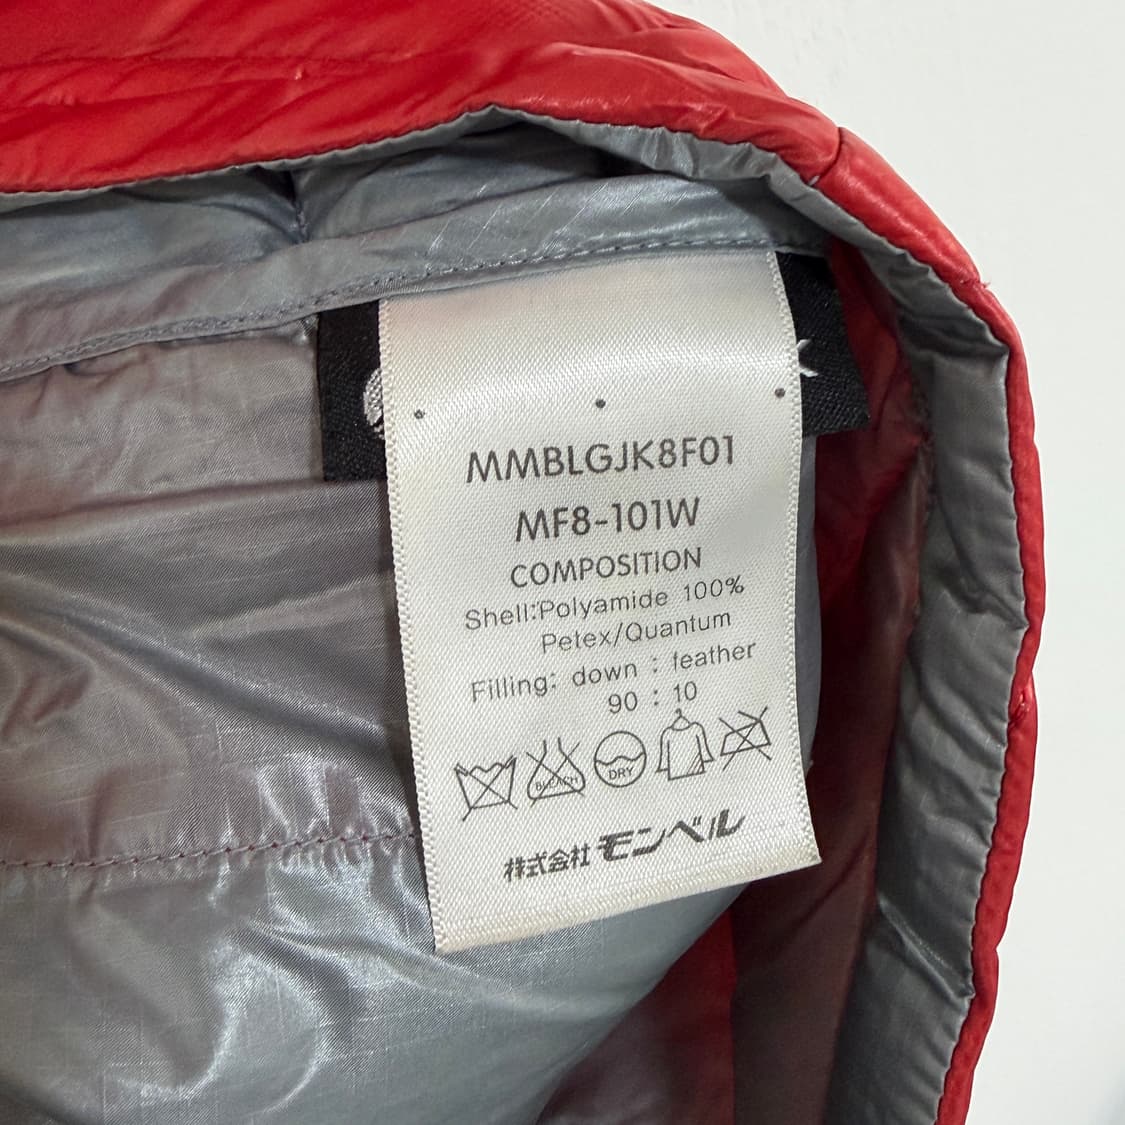 MMBLGJK8F01
MF8-101W
COMPOSITION
Shell:Polyamide 100%
Petex/Quantum
Filling: down : feather
90 : 10
BLEACH
DRY
株式会社 モンベル